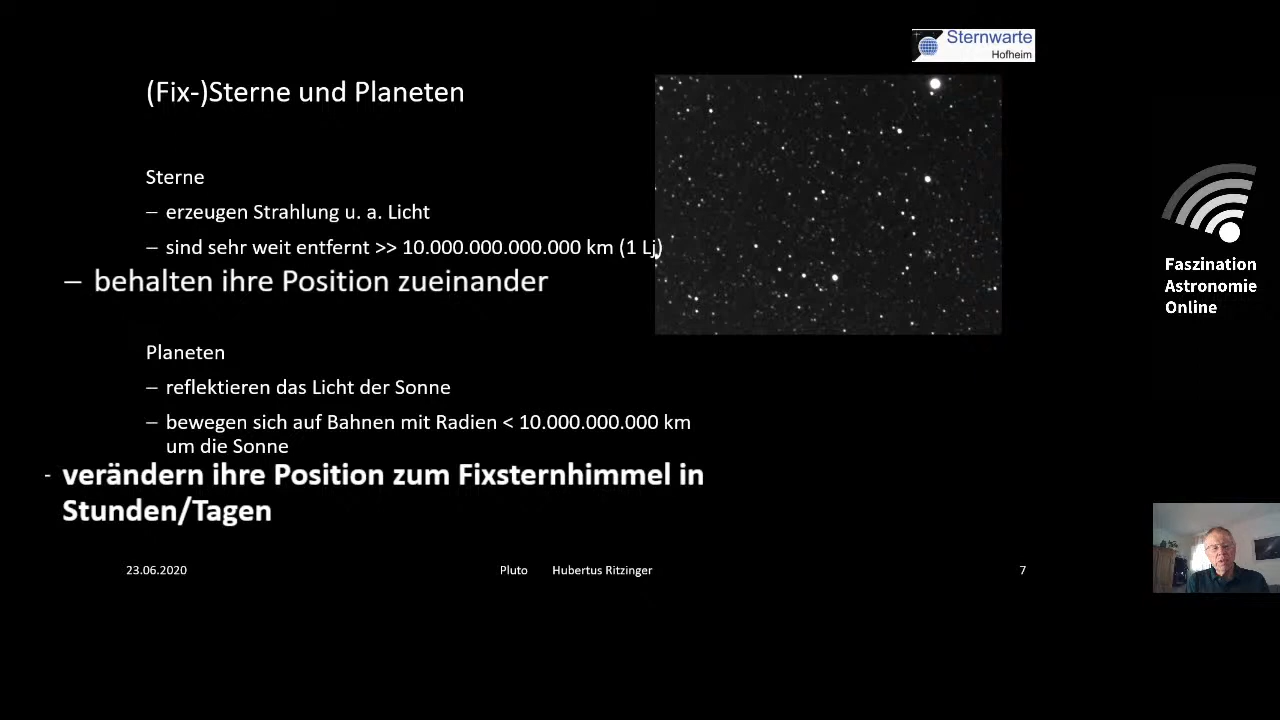 Sternwarte
Hofheim
(Fix-)Sterne und Planeten
Sterne
– erzeugen Strahlung u. a. Licht
– sind sehr weit entfernt >> 10.000.000.000.000 km (1 Lj)
– behalten ihre Position zueinander
Planeten
– reflektieren das Licht der Sonne
– bewegen sich auf Bahnen mit Radien < 10.000.000.000 km
um die Sonne
- verändern ihre Position zum Fixsternhimmel in
Stunden/Tagen
23.06.2020 Pluto Hubertus Ritzinger 7
Faszination
Astronomie
Online